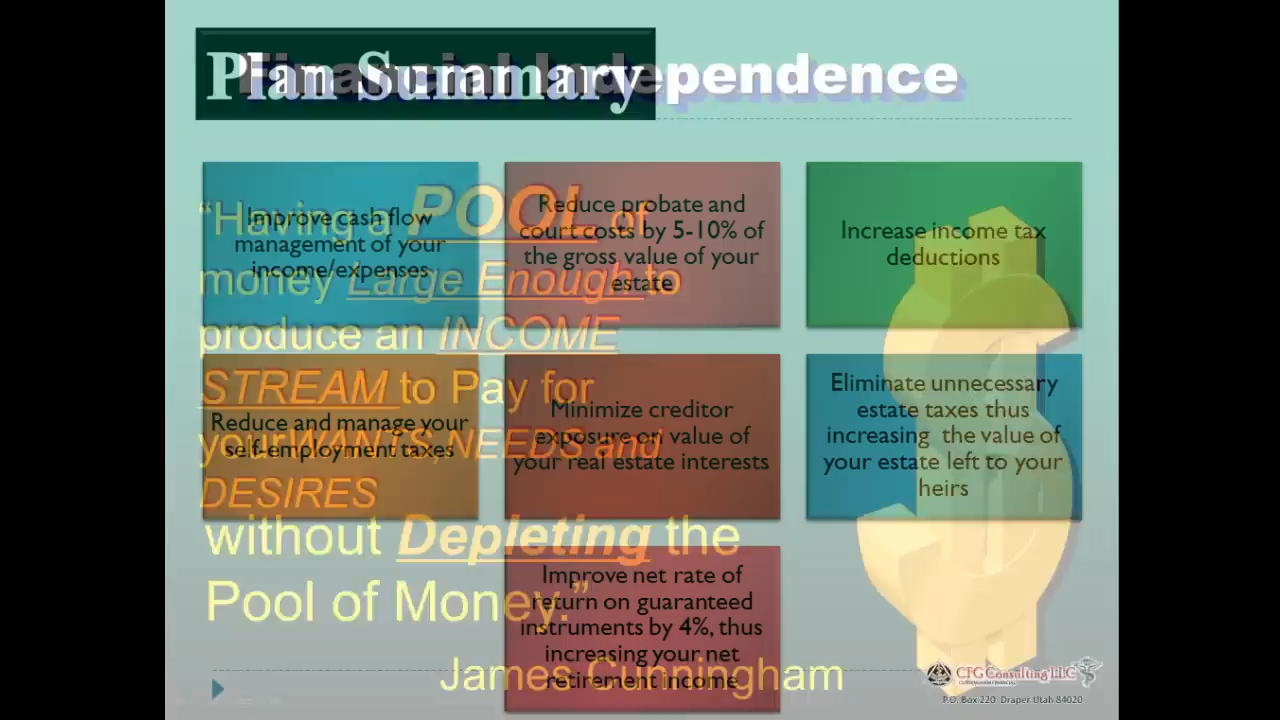 Plan Summary
Financial Independence
Improve cash flow
management of your
income/expenses
Reduce probate and
court costs by 5-10% of
the gross value of your
estate
Increase income tax
deductions
Reduce and manage your
self-employment taxes
Minimize creditor
exposure on value of
your real estate interests
Eliminate unnecessary
estate taxes thus
increasing the value of
your estate left to your
heirs
Improve net rate of
return on guaranteed
instruments by 4%, thus
increasing your net
retirement income
“Having a POOL of
money Large Enough to
produce an INCOME
STREAM to Pay for
your WANTS, NEEDS and
DESIRES
without Depleting the
Pool of Money.”
James Cunningham
CFG Consulting LLC
P.O. Box 220 Draper Utah 84020